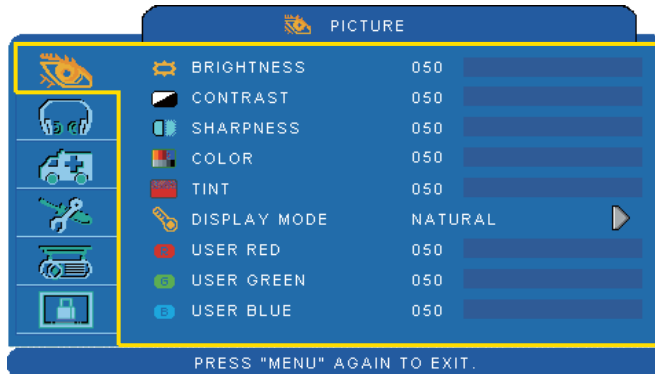 PICTURE
BRIGHTNESS 050
CONTRAST 050
SHARPNESS 050
COLOR 050
TINT 050
DISPLAY MODE NATURAL
R USER RED 050
G USER GREEN 050
B USER BLUE 050
PRESS "MENU" AGAIN TO EXIT.